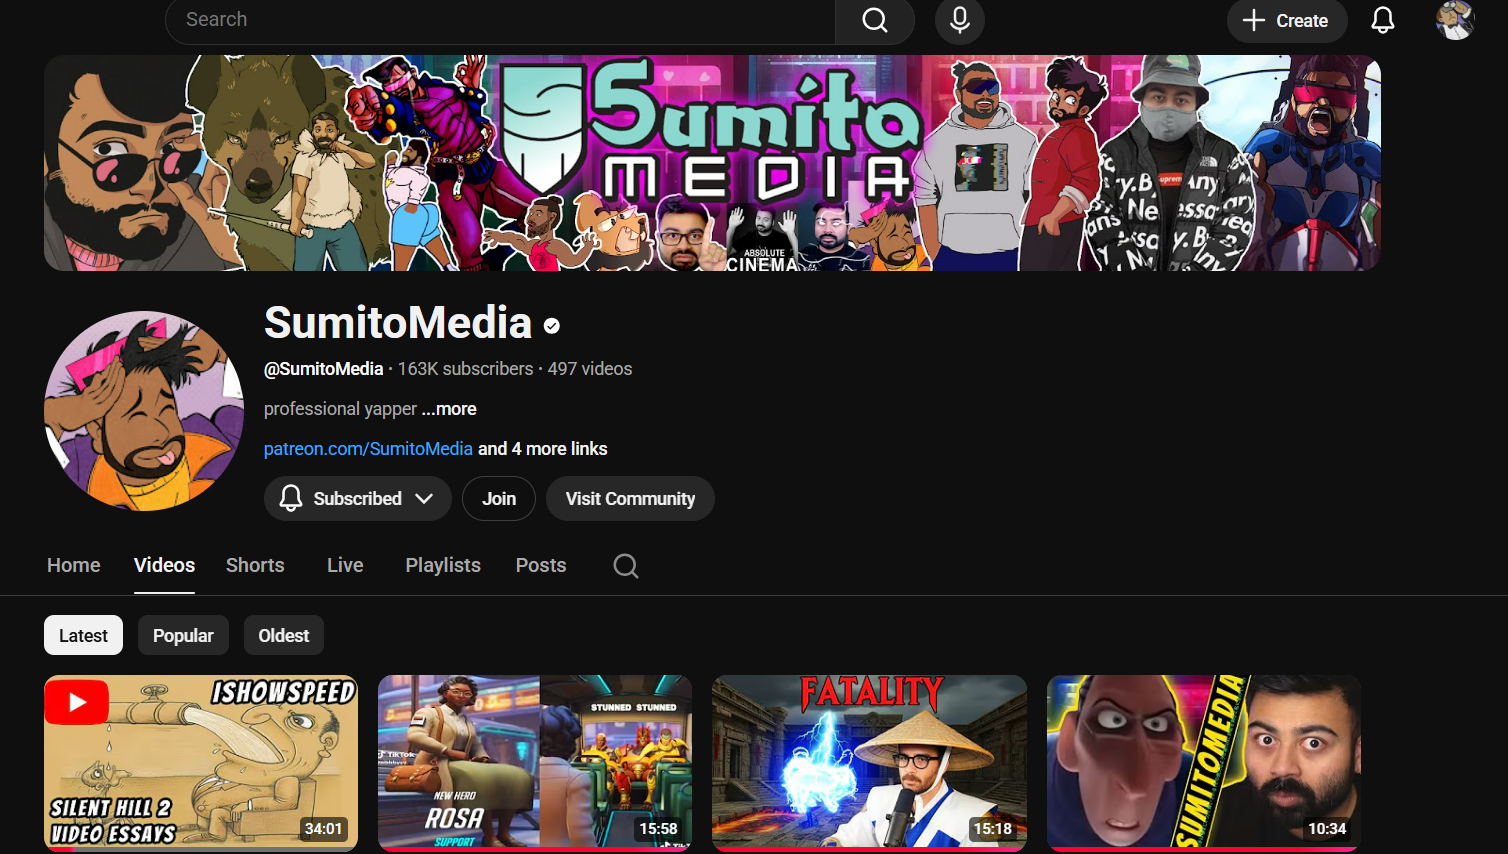 Search
Create
Sumito
MEDIA
ABSOLUTE
CINEMA
SumitoMedia
@SumitoMedia · 163K subscribers · 497 videos
professional yapper ...more
patreon.com/SumitoMedia and 4 more links
Subscribed
Join
Visit Community
Home
Videos
Shorts
Live
Playlists
Posts
Latest
Popular
Oldest
ISHOWSPEED
SILENT HILL 2
VIDEO ESSAYS
34:01
STUNNED STUNNED
TikTok
NEW HERO
ROSA
SUPPORT
15:58
FATALITY
15:18
SUMITOMEDIA
10:34